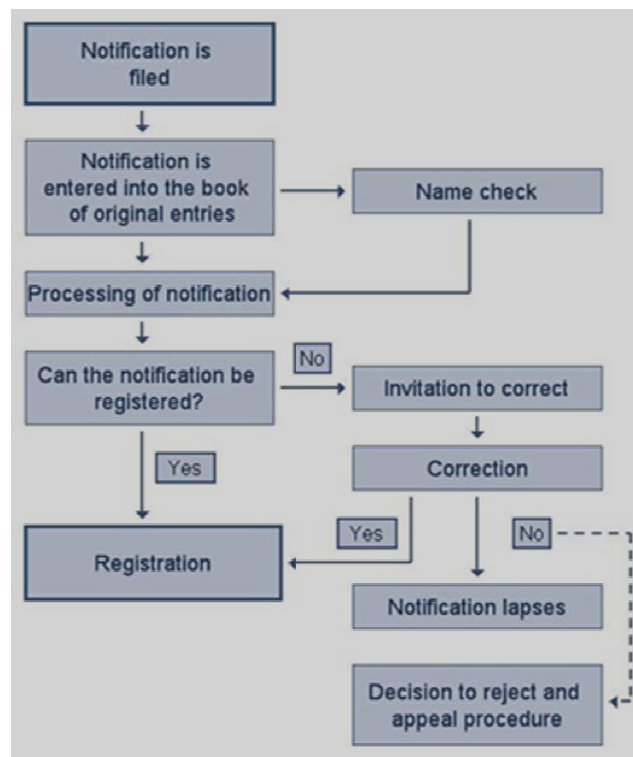 Notification is
filed
Notification is
entered into the book
of original entries
Name check
Processing of notification
Can the notification be
registered?
No
Invitation to correct
Yes
Correction
Yes
No
Registration
Notification lapses
Decision to reject and
appeal procedure